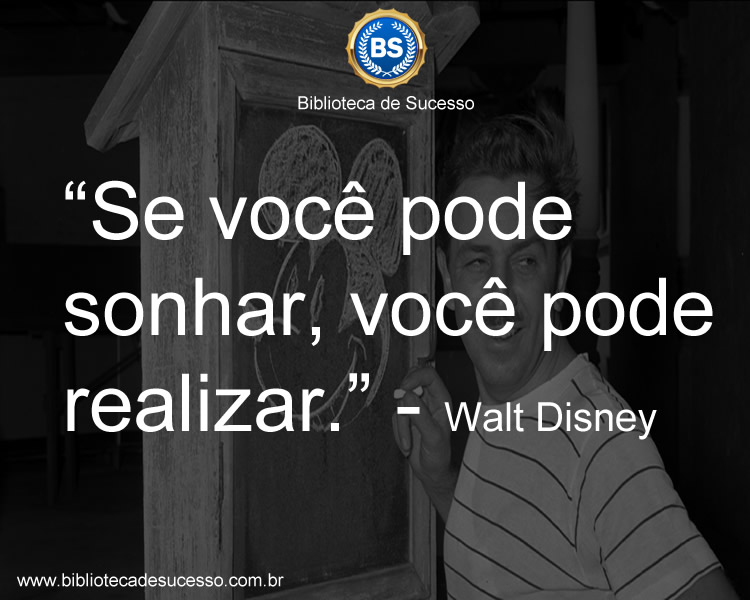 BS
Biblioteca de Sucesso
“Se você pode
sonhar, você pode
realizar.” - Walt Disney
www.bibliotecadesucesso.com.br